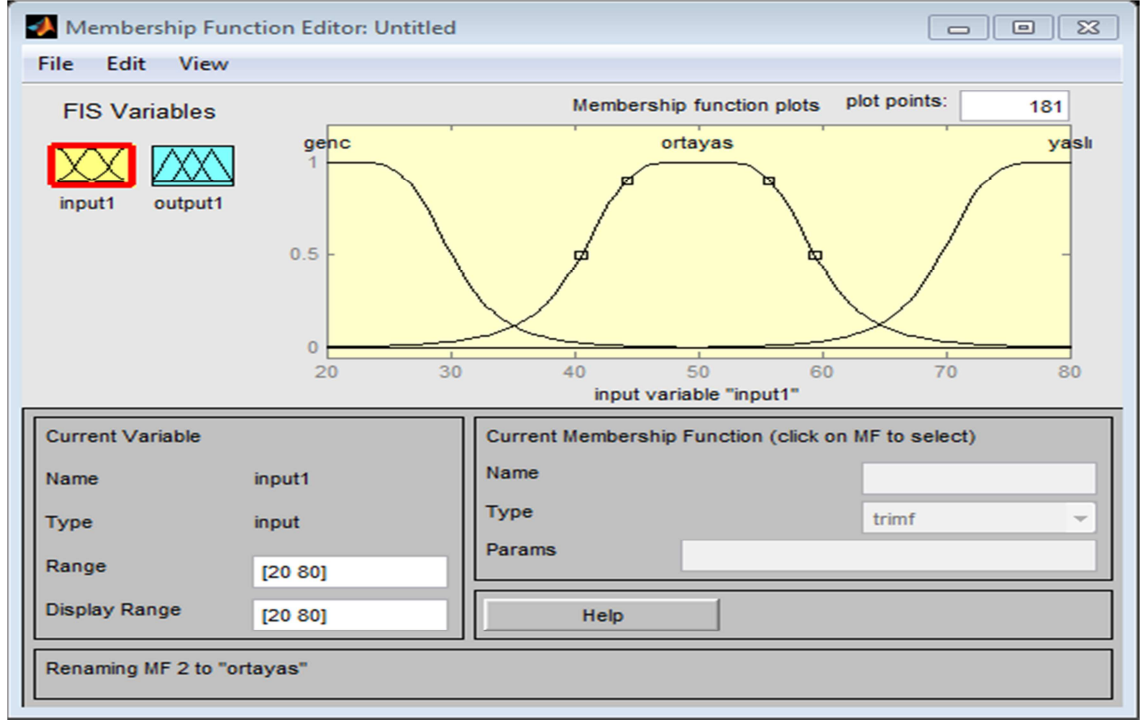 Membership Function Editor: Untitled
File Edit View
FIS Variables
input1 output1
Membership function plots plot points: 181
genc ortayas yaslı
1
0.5
0
20 30 40 50 60 70 80
input variable "input1"
Current Variable
Name input1
Type input
Range [20 80]
Display Range [20 80]
Current Membership Function (click on MF to select)
Name
Type trimf
Params
Help
Renaming MF 2 to "ortayas"